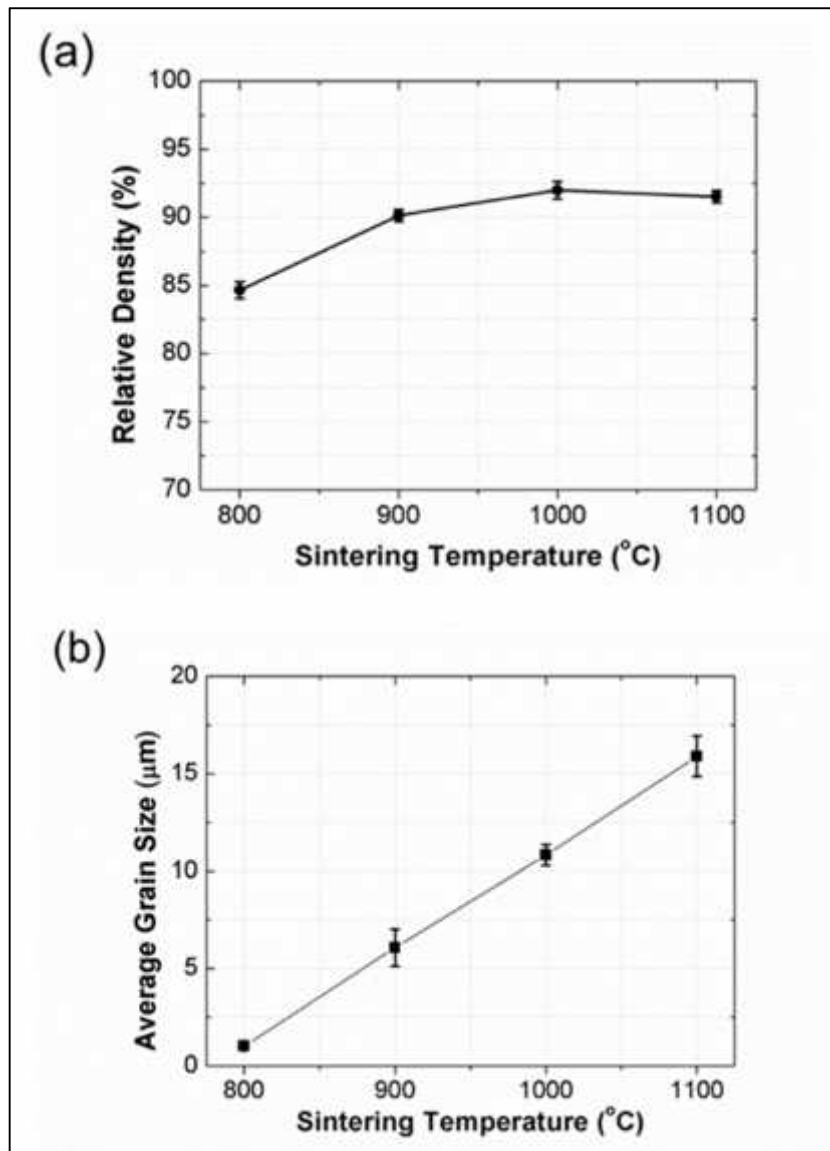 (a)
100
95
90
85
80
75
70
Relative Density (%)
800 900 1000 1100
Sintering Temperature (°C)
(b)
20
15
10
5
0
Average Grain Size (μm)
800 900 1000 1100
Sintering Temperature (°C)